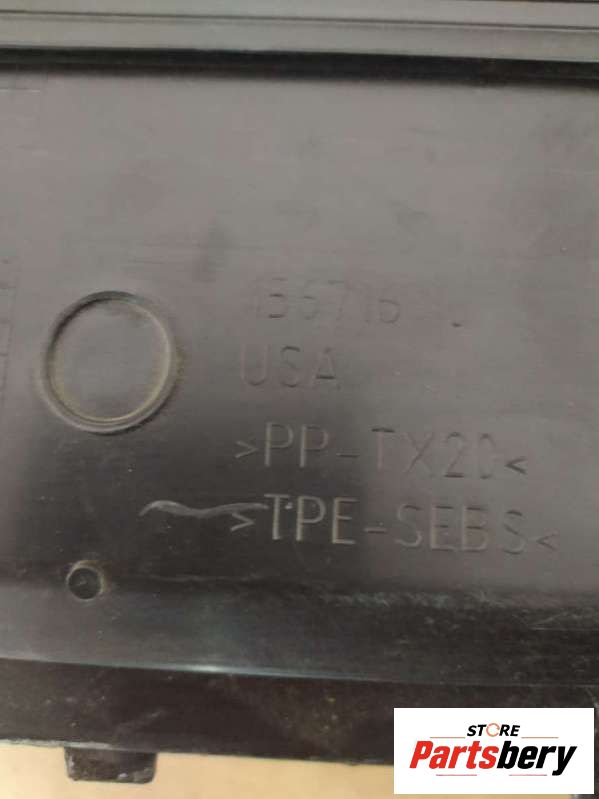 USA
>PP-TX20<
>TPE-SEBS<
STORE
Partsbery